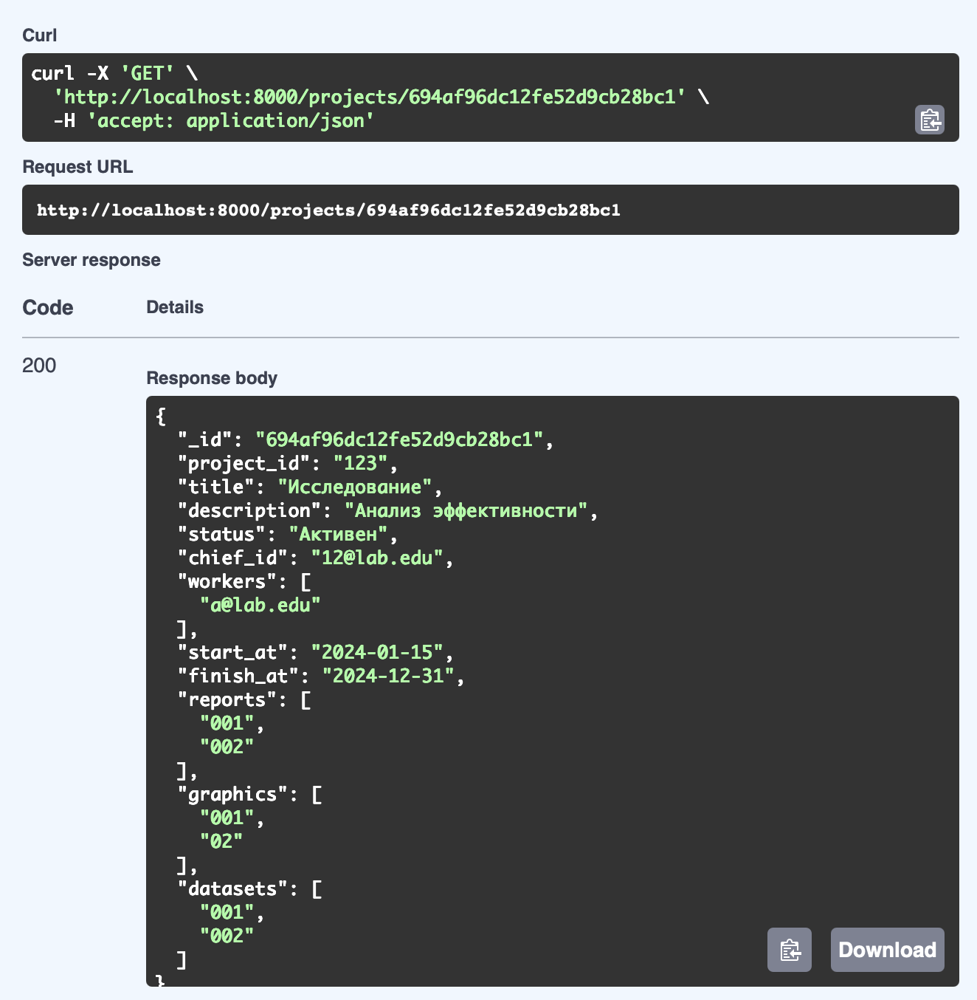 Curl
curl -X 'GET' \
  'http://localhost:8000/projects/694af96dc12fe52d9cb28bc1' \
  -H 'accept: application/json'
Request URL
http://localhost:8000/projects/694af96dc12fe52d9cb28bc1
Server response
Code Details
200
Response body
{
  "_id": "694af96dc12fe52d9cb28bc1",
  "project_id": "123",
  "title": "Исследование",
  "description": "Анализ эффективности",
  "status": "Активен",
  "chief_id": "12@lab.edu",
  "workers": [
    "a@lab.edu"
  ],
  "start_at": "2024-01-15",
  "finish_at": "2024-12-31",
  "reports": [
    "001",
    "002"
  ],
  "graphics": [
    "001",
    "02"
  ],
  "datasets": [
    "001",
    "002"
  ]
}
Download